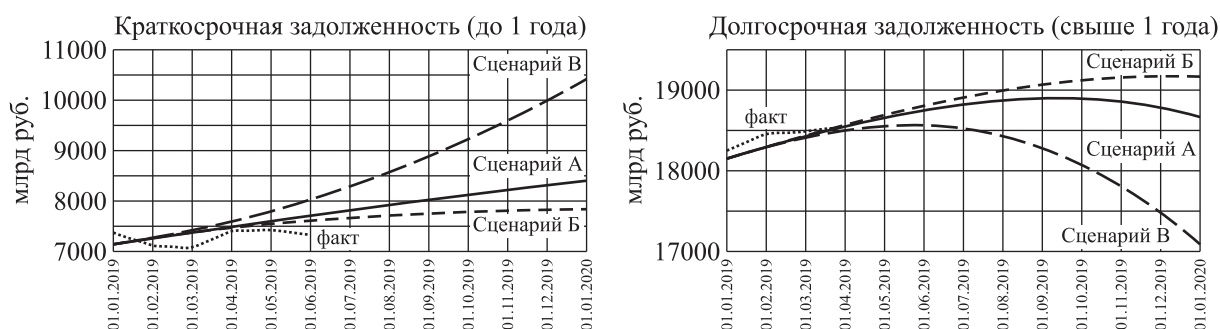 Краткосрочная задолженность (до 1 года)
млрд руб.
11000
10000
9000
8000
7000
Сценарий В
Сценарий А
Сценарий Б
факт
01.01.2019
01.02.2019
01.03.2019
01.04.2019
01.05.2019
01.06.2019
01.07.2019
01.08.2019
01.09.2019
01.10.2019
01.11.2019
01.12.2019
01.01.2020
Долгосрочная задолженность (свыше 1 года)
млрд руб.
19000
18000
17000
Сценарий Б
факт
Сценарий А
Сценарий В
01.01.2019
01.02.2019
01.03.2019
01.04.2019
01.05.2019
01.06.2019
01.07.2019
01.08.2019
01.09.2019
01.10.2019
01.11.2019
01.12.2019
01.01.2020